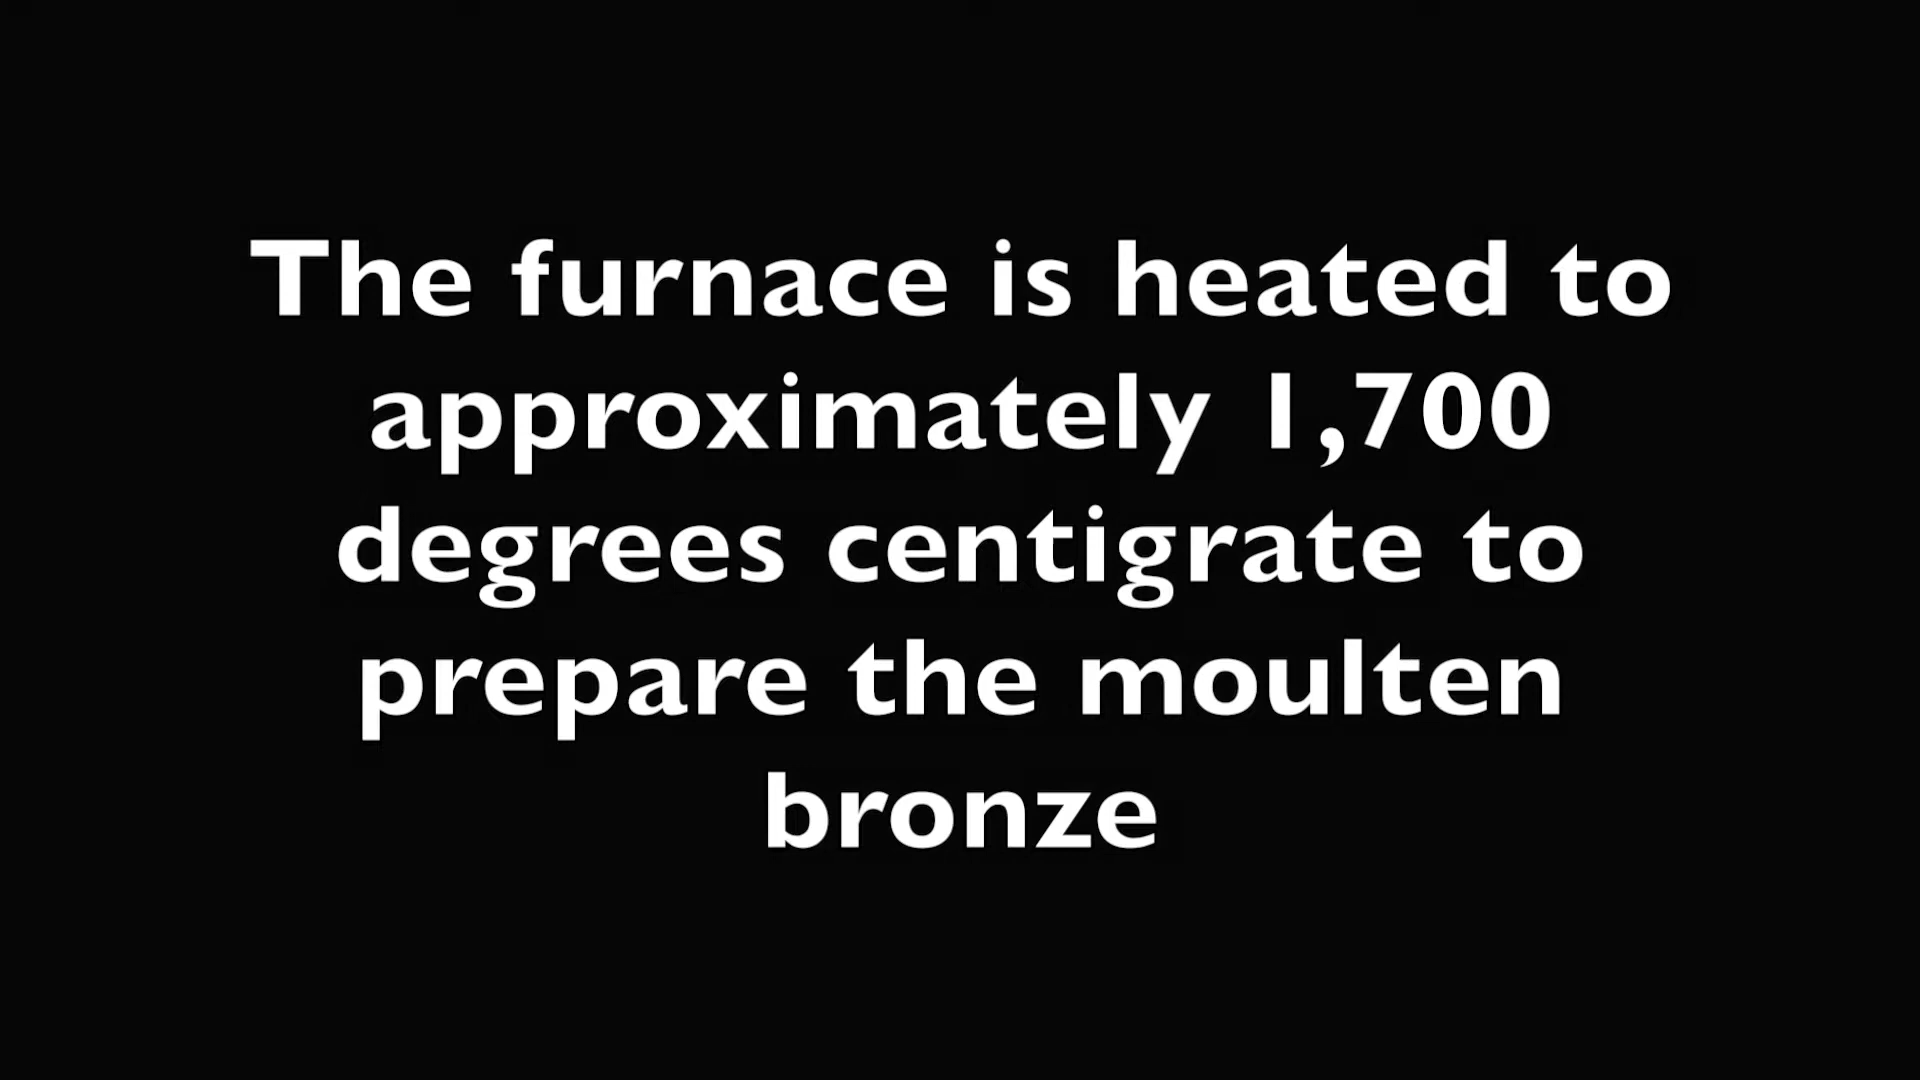 The furnace is heated to
approximately 1,700
degrees centigrate to
prepare the moulten
bronze